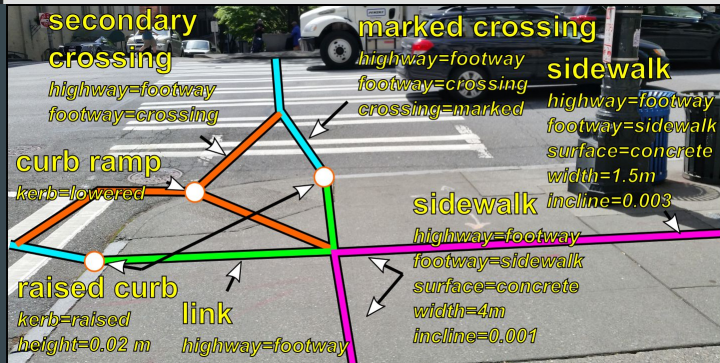 secondary
crossing
highway=footway
footway=crossing
marked crossing
highway=footway
footway=crossing
crossing=marked
sidewalk
highway=footway
footway=sidewalk
surface=concrete
width=1.5m
incline=0.003
curb ramp
kerb=lowered
sidewalk
highway=footway
footway=sidewalk
surface=concrete
width=4m
incline=0.001
raised curb
kerb=raised
height=0.02 m
link
highway=footway